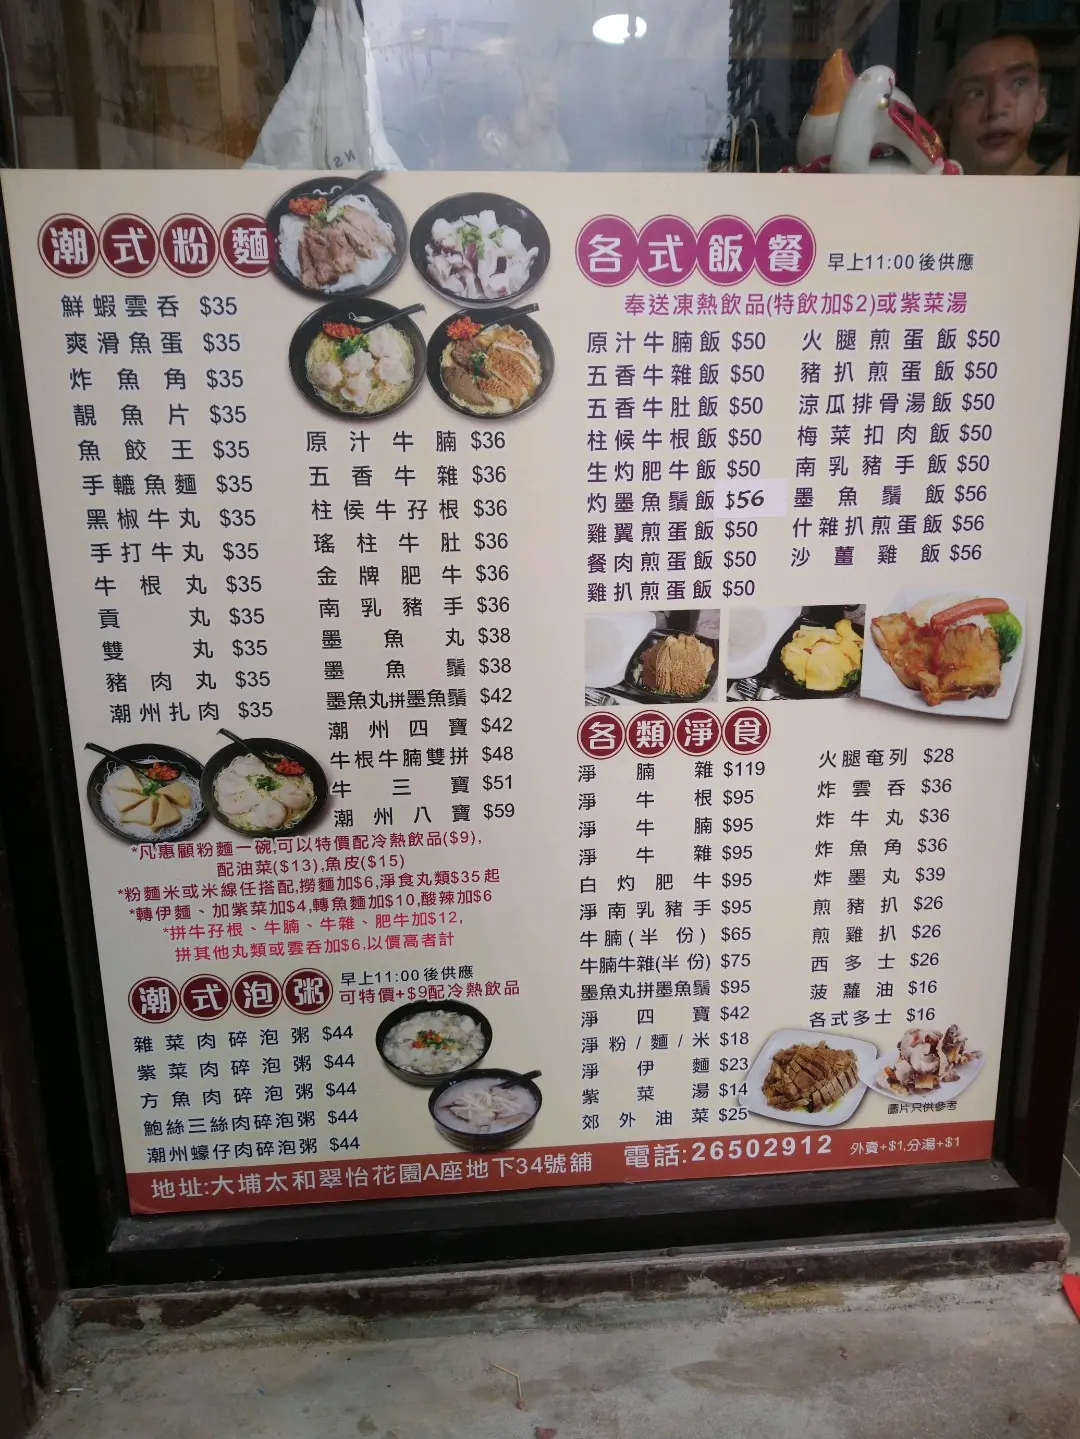 潮式粉麵
鮮蝦雲吞 $35
爽滑魚蛋 $35
炸魚角 $35
靚魚片 $35
魚餃王 $35
手轆魚麵 $35
黑椒牛丸 $35
手打牛丸 $35
牛根丸 $35
貢丸 $35
雙丸 $35
豬肉丸 $35
潮州扎肉 $35
原汁牛腩 $36
五香牛雜 $36
柱侯牛孖根 $36
瑤柱牛肚 $36
金牌肥牛 $36
南乳豬手 $36
墨魚丸 $38
墨魚鬚 $38
墨魚丸拼墨魚鬚 $42
潮州四寶 $42
牛根牛腩雙拼 $48
牛三寶 $51
潮州八寶 $59
*凡惠顧粉麵一碗,可以特價配冷熱飲品($9),
配油菜($13),魚皮($15)
*粉麵米或米線任搭配,撈麵加$6,淨食丸類$35起
*轉伊麵、加紫菜加$4,轉魚麵加$10,酸辣加$6
*拼牛孖根、牛腩、牛雜、肥牛加$12,
拼其他丸類或雲吞加$6,以價高者計
潮式泡粥
早上11:00後供應
可特價+$9配冷熱飲品
雜菜肉碎泡粥 $44
紫菜肉碎泡粥 $44
方魚肉碎泡粥 $44
鮑絲三絲肉碎泡粥 $44
潮州蠔仔肉碎泡粥 $44
各式飯餐 早上11:00後供應
奉送凍熱飲品(特飲加$2)或紫菜湯
原汁牛腩飯 $50
五香牛雜飯 $50
五香牛肚飯 $50
柱候牛根飯 $50
生灼肥牛飯 $50
灼墨魚鬚飯 $56
雞翼煎蛋飯 $50
餐肉煎蛋飯 $50
雞扒煎蛋飯 $50
火腿煎蛋飯 $50
豬扒煎蛋飯 $50
涼瓜排骨湯飯 $50
梅菜扣肉飯 $50
南乳豬手飯 $50
墨魚鬚飯 $56
什雜扒煎蛋飯 $56
沙薑雞飯 $56
各類淨食
淨腩雜 $119
淨牛根 $95
淨牛腩 $95
淨牛雜 $95
白灼肥牛 $95
淨南乳豬手 $95
牛腩(半份) $65
牛腩牛雜(半份) $75
墨魚丸拼墨魚鬚 $95
淨四寶 $42
淨粉/麵/米 $18
淨伊麵 $23
紫菜湯 $14
郊外油菜 $25
火腿奄列 $28
炸雲吞 $36
炸牛丸 $36
炸魚角 $36
炸墨丸 $39
煎豬扒 $26
煎雞扒 $26
西多士 $26
菠蘿油 $16
各式多士 $16
圖片只供參考
地址:大埔太和翠怡花園A座地下34號舖 電話:26502912 外賣+$1,分湯+$1